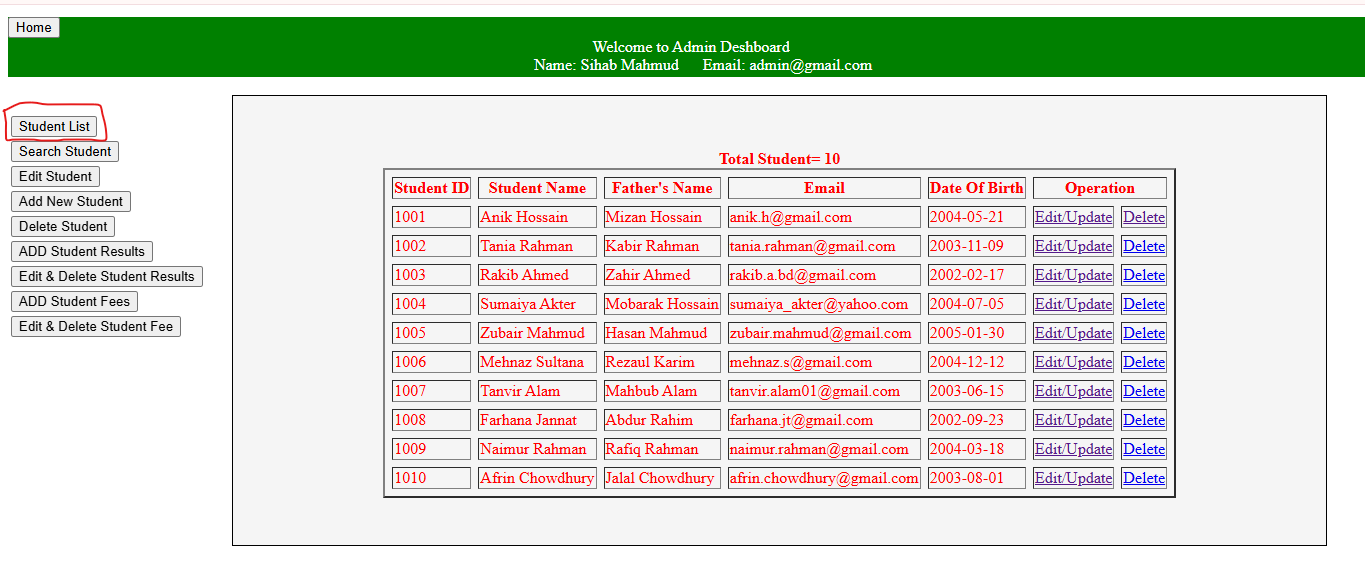 Home
Welcome to Admin Deshboard
Name: Sihab Mahmud Email: admin@gmail.com
Student List
Search Student
Edit Student
Add New Student
Delete Student
ADD Student Results
Edit & Delete Student Results
ADD Student Fees
Edit & Delete Student Fee
Total Student= 10
Student ID Student Name Father's Name Email Date Of Birth Operation
1001 Anik Hossain Mizan Hossain anik.h@gmail.com 2004-05-21 Edit/Update Delete
1002 Tania Rahman Kabir Rahman tania.rahman@gmail.com 2003-11-09 Edit/Update Delete
1003 Rakib Ahmed Zahir Ahmed rakib.a.bd@gmail.com 2002-02-17 Edit/Update Delete
1004 Sumaiya Akter Mobarak Hossain sumaiya_akter@yahoo.com 2004-07-05 Edit/Update Delete
1005 Zubair Mahmud Hasan Mahmud zubair.mahmud@gmail.com 2005-01-30 Edit/Update Delete
1006 Mehnaz Sultana Rezaul Karim mehnaz.s@gmail.com 2004-12-12 Edit/Update Delete
1007 Tanvir Alam Mahbub Alam tanvir.alam01@gmail.com 2003-06-15 Edit/Update Delete
1008 Farhana Jannat Abdur Rahim farhana.jt@gmail.com 2002-09-23 Edit/Update Delete
1009 Naimur Rahman Rafiq Rahman naimur.rahman@gmail.com 2004-03-18 Edit/Update Delete
1010 Afrin Chowdhury Jalal Chowdhury afrin.chowdhury@gmail.com 2003-08-01 Edit/Update Delete